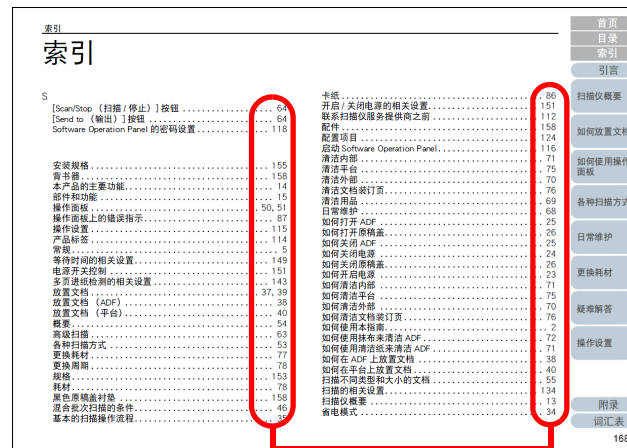 索引
索引
S
[Scan/Stop （扫描 / 停止）] 按钮 .................. 64
[Send to （输出）] 按钮 .................. 64
Software Operation Panel 的密码设置 .................. 118
安装规格 .................. 155
背书器 .................. 158
本产品的主要功能 .................. 14
部件和功能 .................. 15
操作面板 .................. 50, 51
操作面板上的错误指示 .................. 87
操作设置 .................. 115
产品标签 .................. 114
常规 .................. 5
等待时间的相关设置 .................. 149
电源开关控制 .................. 151
多页进纸检测的相关设置 .................. 143
放置文档 .................. 37, 39
放置文档 （ADF） .................. 38
放置文档 （平台） .................. 40
概要 .................. 54
高级扫描 .................. 63
各种扫描方式 .................. 53
更换耗材 .................. 77
更换周期 .................. 78
规格 .................. 153
耗材 .................. 78
黑色原稿盖衬垫 .................. 158
混合批次扫描的条件 .................. 46
基本的扫描操作流程 .................. 35
卡纸 .................. 86
开启 / 关闭电源的相关设置 .................. 151
联系扫描仪服务提供商之前 .................. 112
配件 .................. 158
配置项目 .................. 124
启动 Software Operation Panel .................. 116
清洁内部 .................. 71
清洁平台 .................. 75
清洁外部 .................. 70
清洁文档装订页 .................. 76
清洁用品 .................. 69
日常维护 .................. 68
如何打开 ADF .................. 25
如何打开原稿盖 .................. 26
如何关闭 ADF .................. 25
如何关闭电源 .................. 24
如何关闭原稿盖 .................. 26
如何开启电源 .................. 23
如何清洁内部 .................. 71
如何清洁平台 .................. 75
如何清洁外部 .................. 70
如何清洁文档装订页 .................. 76
如何使用本指南 .................. 2
如何使用抹布来清洁 ADF .................. 72
如何使用清洁纸来清洁 ADF .................. 71
如何在 ADF 上放置文档 .................. 38
如何在平台上放置文档 .................. 40
扫描不同类型和大小的文档 .................. 55
扫描的相关设置 .................. 134
扫描仪概要 .................. 13
省电模式 .................. 34
首页
目录
索引
引言
扫描仪概要
如何放置文档
如何使用操作
面板
各种扫描方式
日常维护
更换耗材
疑难解答
操作设置
附录
词汇表
168